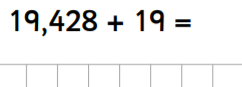 19,428 + 19 =